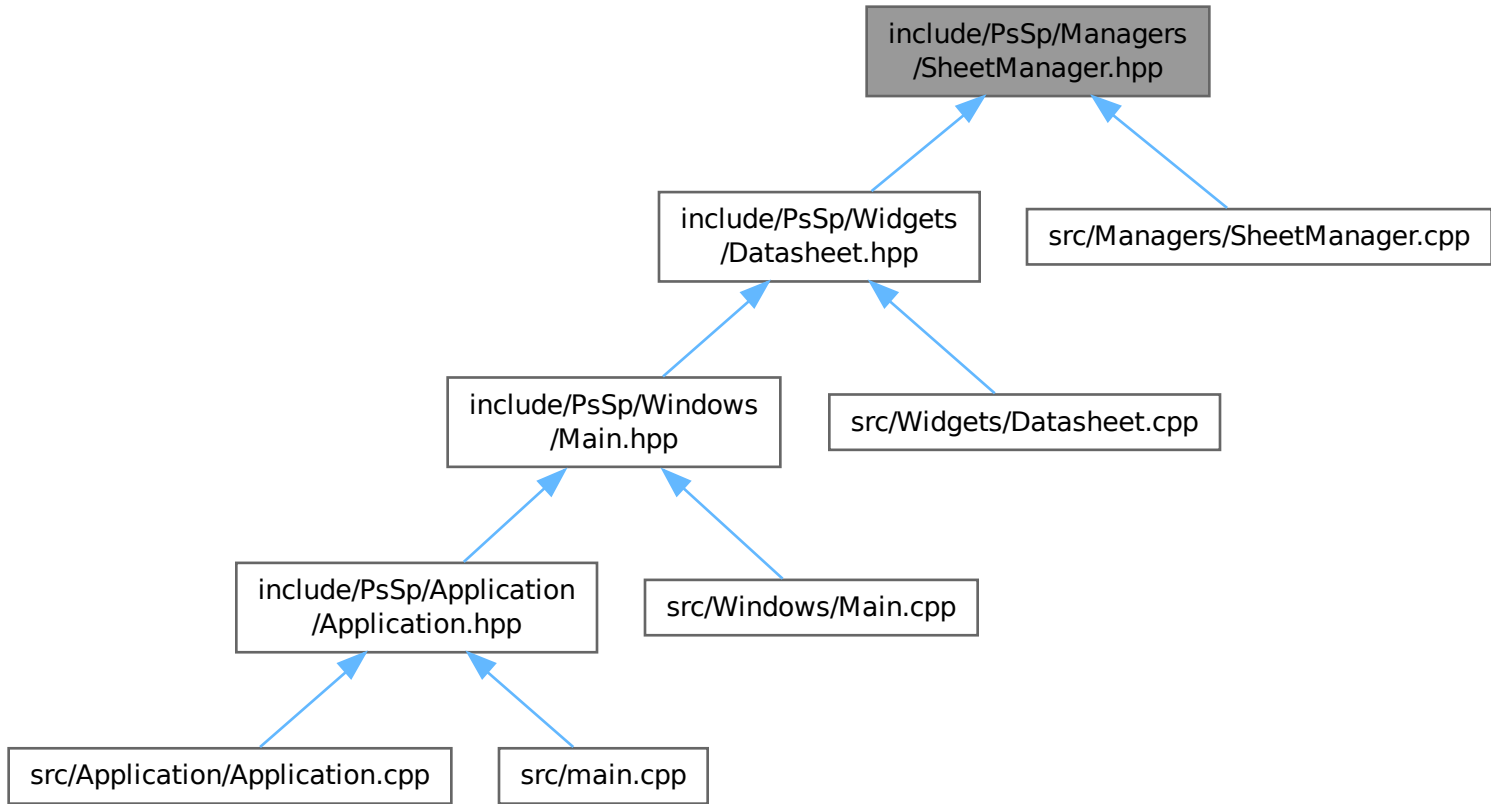 include/PsSp/Managers
/SheetManager.hpp
include/PsSp/Widgets
/Datasheet.hpp
src/Managers/SheetManager.cpp
include/PsSp/Windows
/Main.hpp
src/Widgets/Datasheet.cpp
include/PsSp/Application
/Application.hpp
src/Windows/Main.cpp
src/Application/Application.cpp
src/main.cpp